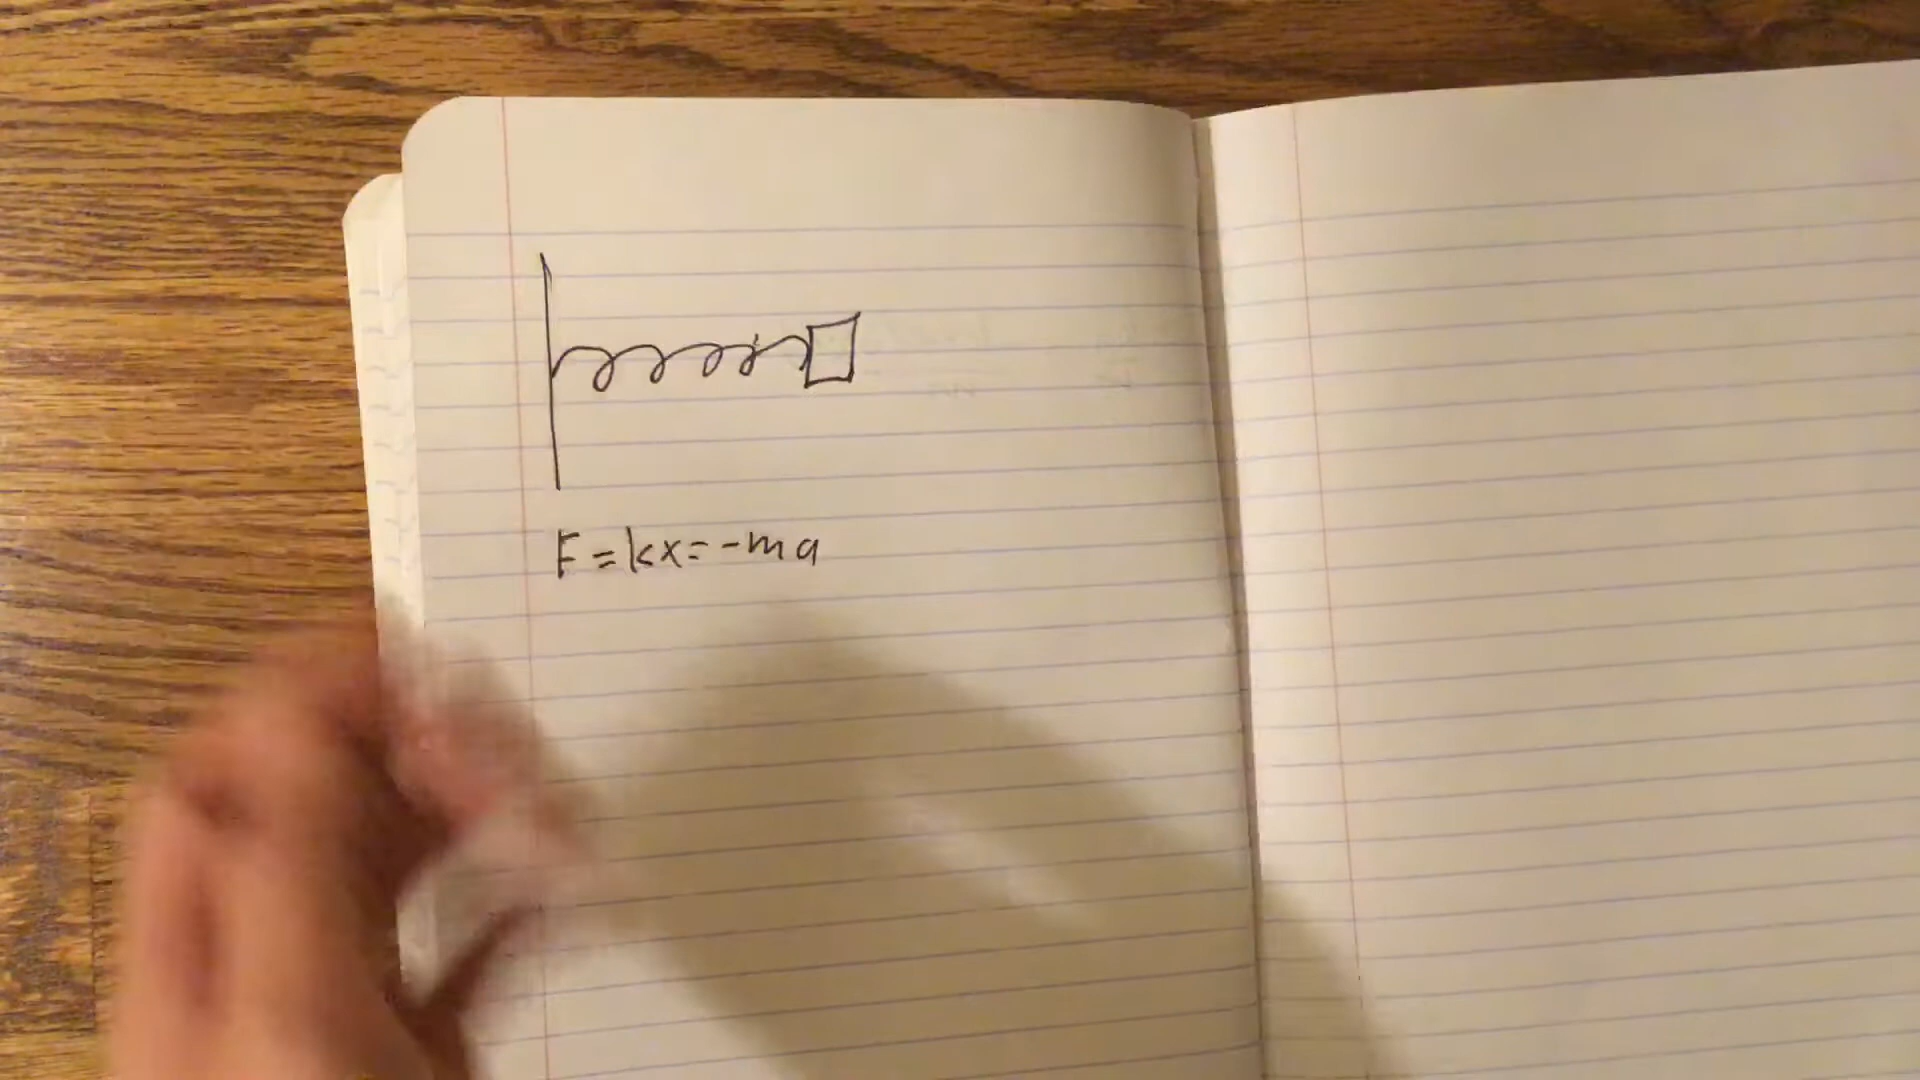 F = kx = -ma